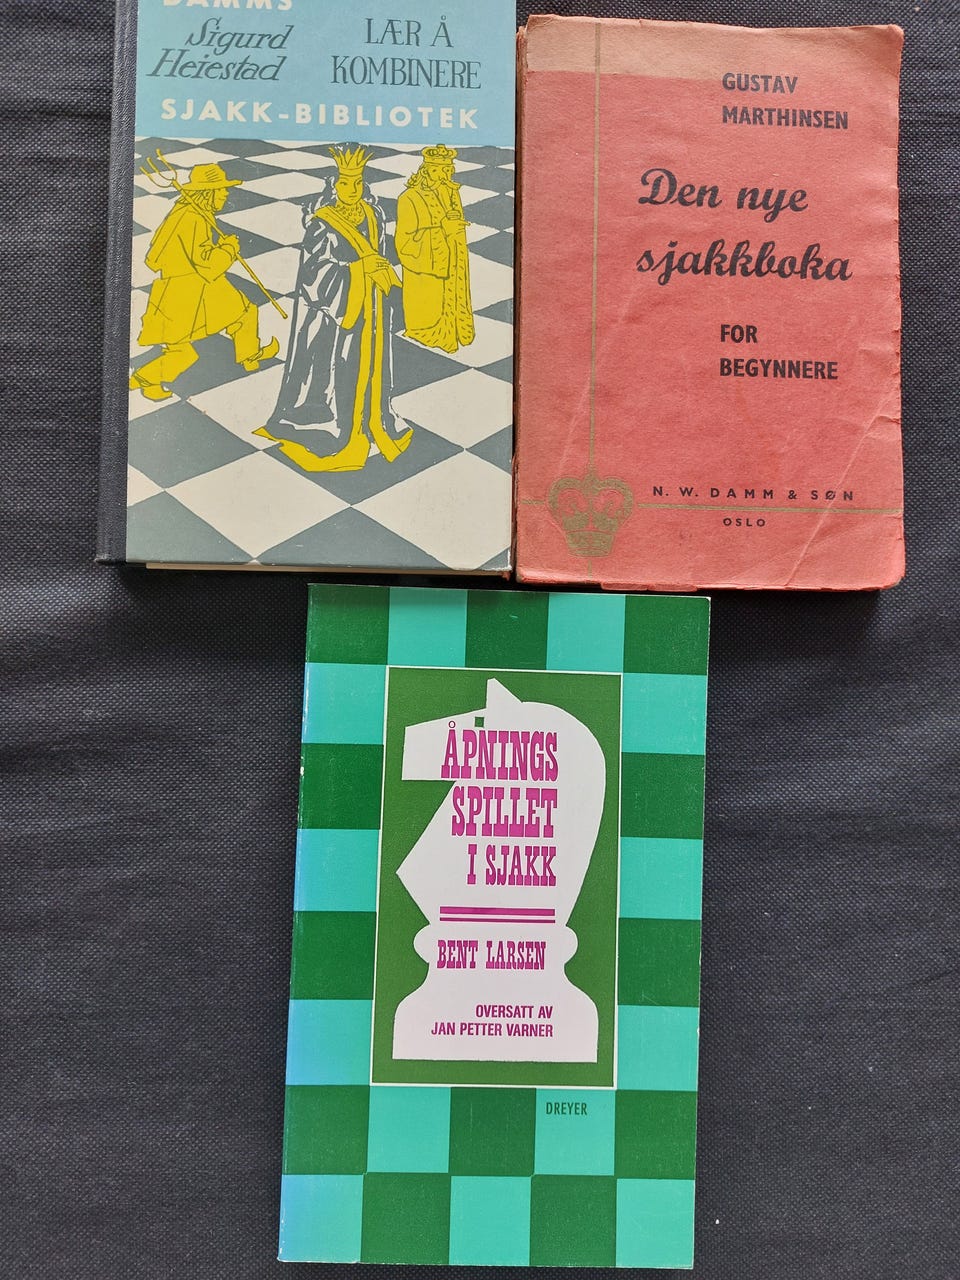 DAMMS
Sigurd
Heiestad
LÆR Å
KOMBINERE
SJAKK-BIBLIOTEK
GUSTAV
MARTHINSEN
Den nye
sjakkboka
FOR
BEGYNNERE
N. W. DAMM & SØN
OSLO
ÅPNINGS
SPILLET
I SJAKK
BENT LARSEN
OVERSATT AV
JAN PETTER VARNER
DREYER